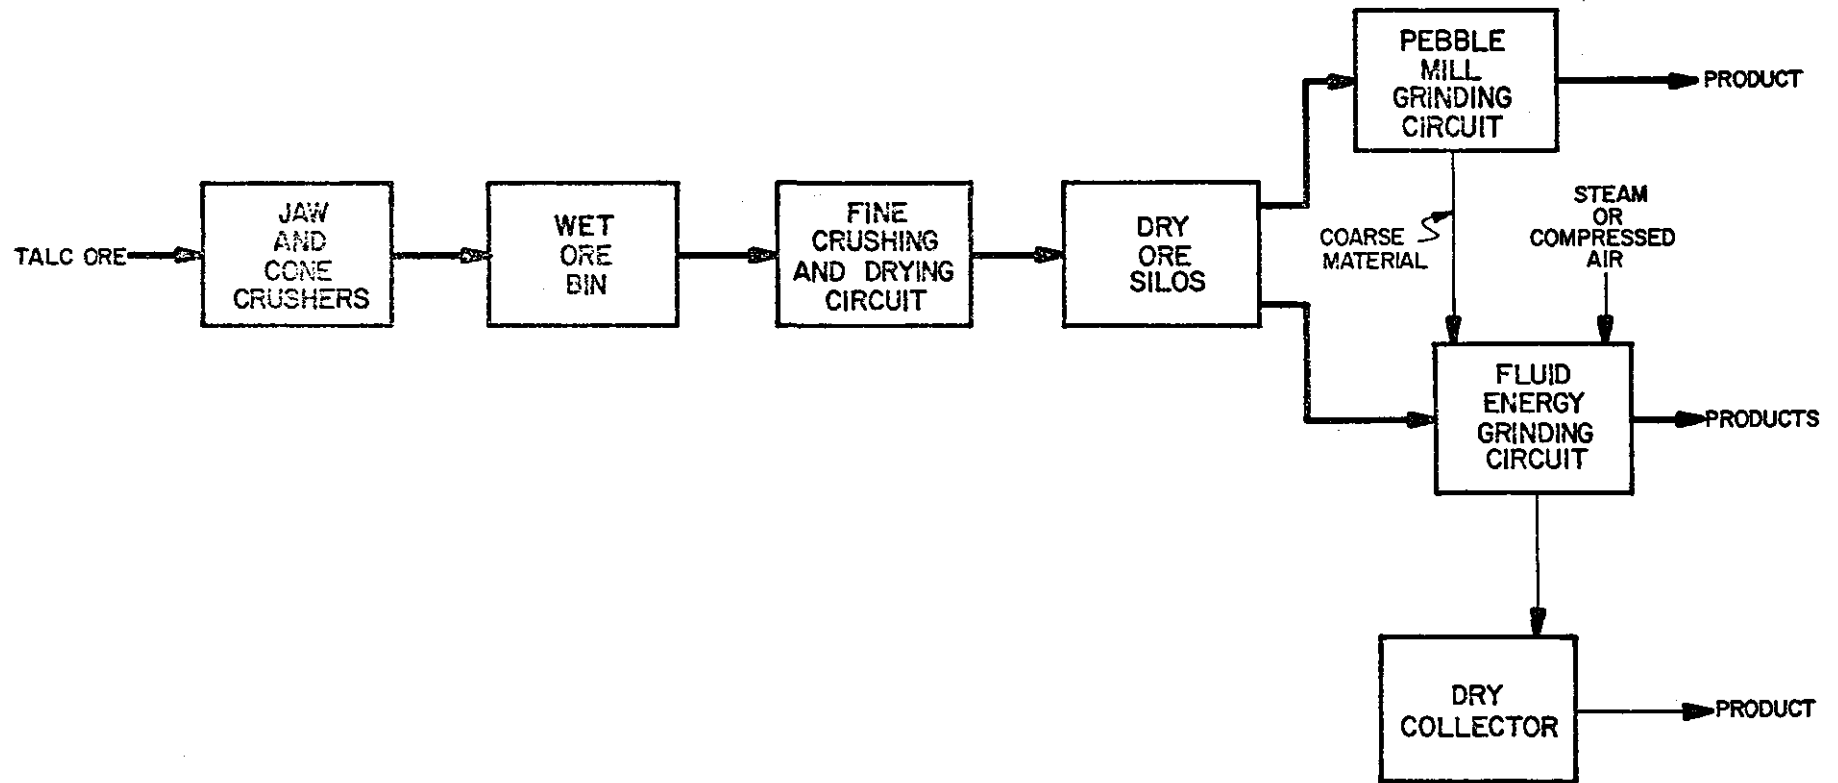 TALC ORE
JAW
AND
CONE
CRUSHERS
WET
ORE
BIN
FINE
CRUSHING
AND DRYING
CIRCUIT
DRY
ORE
SILOS
PEBBLE
MILL
GRINDING
CIRCUIT
PRODUCT
COARSE
MATERIAL
STEAM
OR
COMPRESSED
AIR
FLUID
ENERGY
GRINDING
CIRCUIT
PRODUCTS
DRY
COLLECTOR
PRODUCT